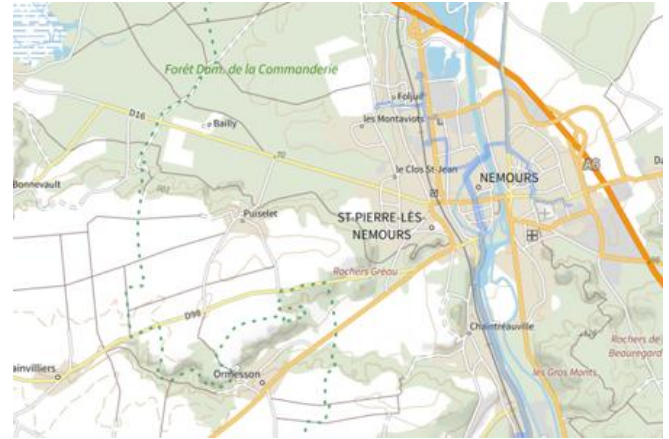 Forêt Dom. de la Commanderie
Foljuif
D16
Bailly
les Montaviots
70
A6
le Clos St-Jean
NEMOURS
Bonnevault
Puiselet
ST-PIERRE-LÈS-
NEMOURS
Rochers Gréau
D98
Chaintréauville
Rochers de
Beauregard
ainvilliers
Ormesson
les Gros Monts